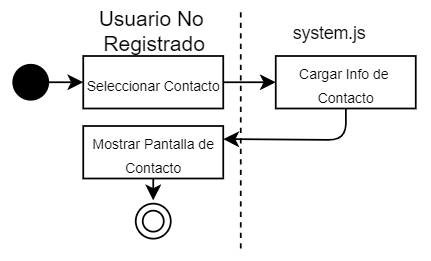 Usuario No
Registrado
system.js
Seleccionar Contacto
Cargar Info de
Contacto
Mostrar Pantalla de
Contacto